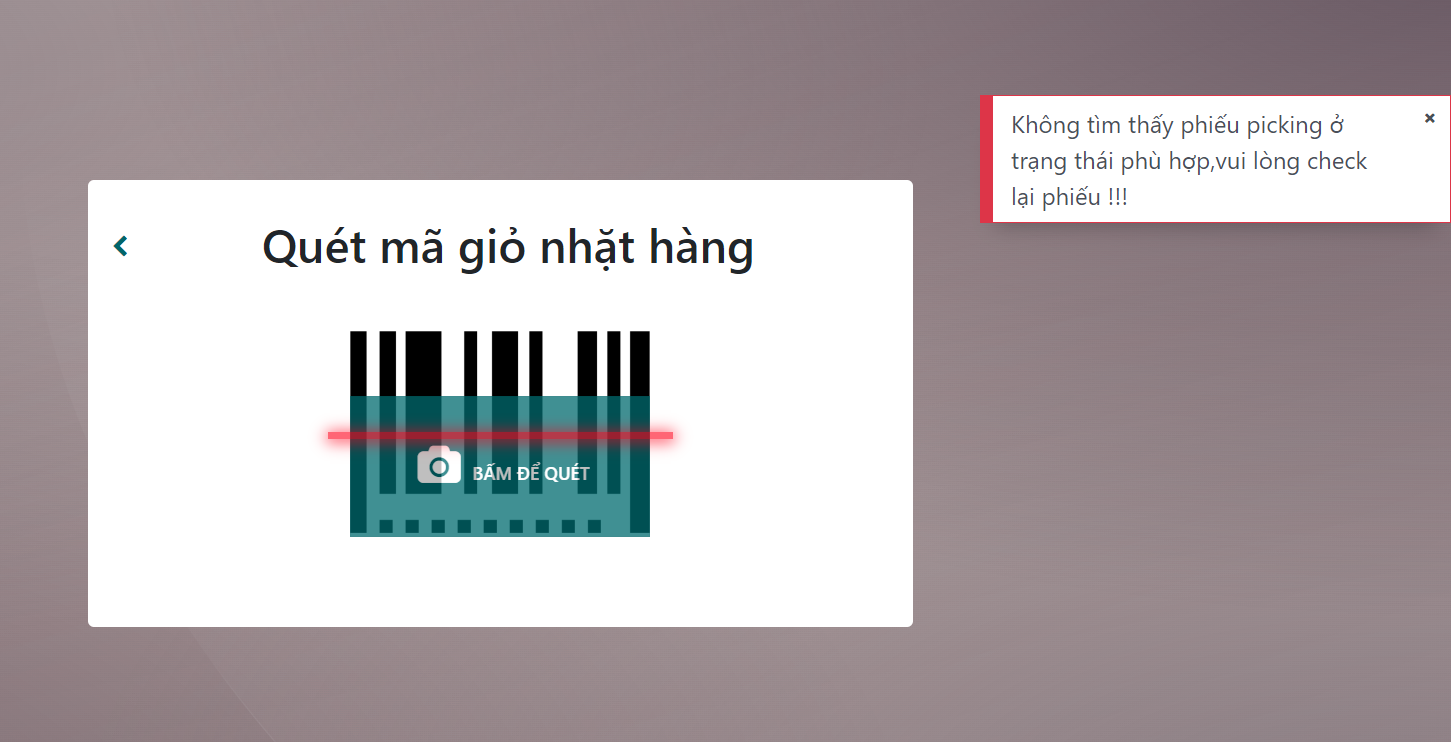 Không tìm thấy phiếu picking ở
trạng thái phù hợp,vui lòng check
lại phiếu !!!
Quét mã giỏ nhặt hàng
BẤM ĐỂ QUÉT